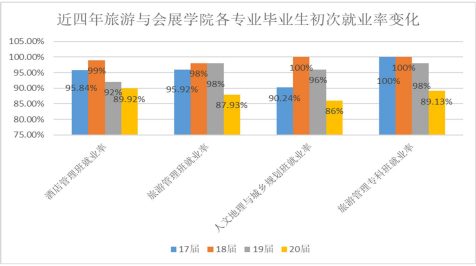 近四年旅游与会展学院各专业毕业生初次就业率变化
105.00%
100.00%
95.00%
90.00%
85.00%
80.00%
75.00%
95.84% 99% 92% 89.92%
95.92% 98% 98% 87.93%
90.24% 100% 96% 86%
100% 100% 98% 89.13%
酒店管理班就业率
旅游管理班就业率
人文地理与城乡规划班就业率
旅游管理专科班就业率
17届 18届 19届 20届